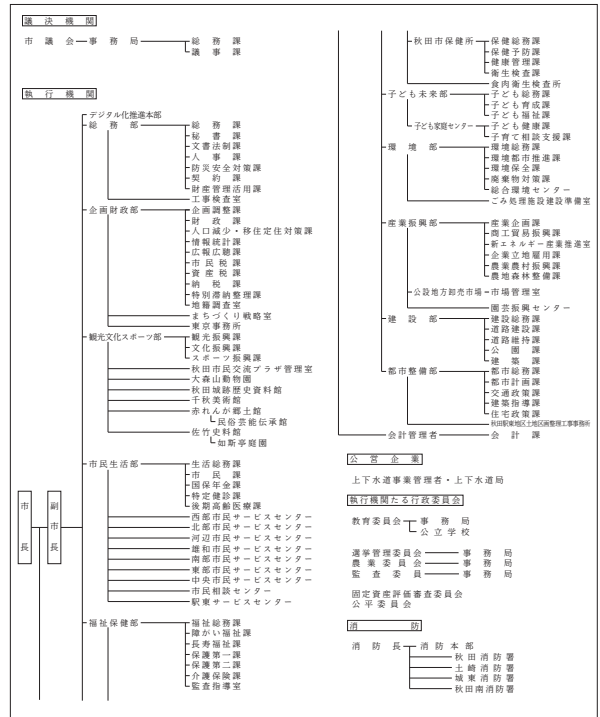 議決機関
市議会 事務局 総務課
議事課
執行機関
市長
副市長
デジタル化推進本部
総務部 総務課
秘書課
文書法制課
人事課
防災安全対策課
契約課
財産管理活用課
工事検査室
企画財政部 企画調整課
財政課
人口減少・移住定住対策課
情報統計課
広報広聴課
市民税課
資産税課
納税課
特別滞納整理課
地籍調査室
まちづくり戦略室
東京事務所
観光文化スポーツ部 観光振興課
文化振興課
スポーツ振興課
秋田市民交流プラザ管理室
大森山動物園
秋田城跡歴史資料館
千秋美術館
赤れんが郷土館
民俗芸能伝承館
佐竹史料館
如斯亭庭園
市民生活部 生活総務課
市民課
国保年金課
特定健診課
後期高齢医療課
西部市民サービスセンター
北部市民サービスセンター
河辺市民サービスセンター
雄和市民サービスセンター
南部市民サービスセンター
東部市民サービスセンター
中央市民サービスセンター
市民相談センター
駅東サービスセンター
福祉保健部 福祉総務課
障がい福祉課
長寿福祉課
保護第一課
保護第二課
介護保険課
監査指導室
秋田市保健所 保健総務課
保健予防課
健康管理課
衛生検査課
食肉衛生検査所
子ども未来部 子ども総務課
子ども育成課
子ども福祉課
子ども家庭センター 子ども健康課
子育て相談支援課
環境部 環境総務課
環境都市推進課
環境保全課
廃棄物対策課
総合環境センター
ごみ処理施設建設準備室
産業振興部 産業企画課
商工貿易振興課
新エネルギー産業推進室
企業立地雇用課
農業農村振興課
農地森林整備課
公設地方卸売市場 市場管理室
園芸振興センター
建設部 建設総務課
道路建設課
道路維持課
公園課
建築課
都市整備部 都市総務課
都市計画課
交通政策課
建築指導課
住宅政策課
秋田駅東地区土地区画整理工事事務所
会計管理者 会計課
公営企業
上下水道事業管理者・上下水道局
執行機関たる行政委員会
教育委員会 事務局
公立学校
選挙管理委員会 事務局
農業委員会 事務局
監査委員 事務局
固定資産評価審査委員会
公平委員会
消防
消防長 消防本部
秋田消防署
土崎消防署
城東消防署
秋田南消防署